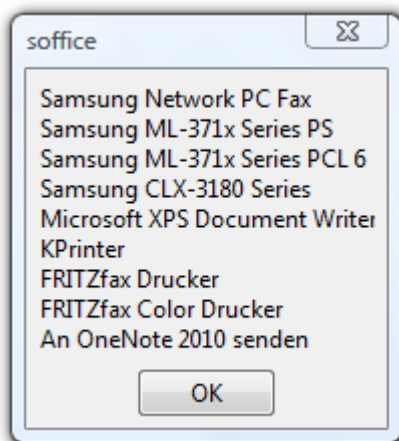 soffice
Samsung Network PC Fax
Samsung ML-371x Series PS
Samsung ML-371x Series PCL 6
Samsung CLX-3180 Series
Microsoft XPS Document Writer
KPrinter
FRITZfax Drucker
FRITZfax Color Drucker
An OneNote 2010 senden
OK